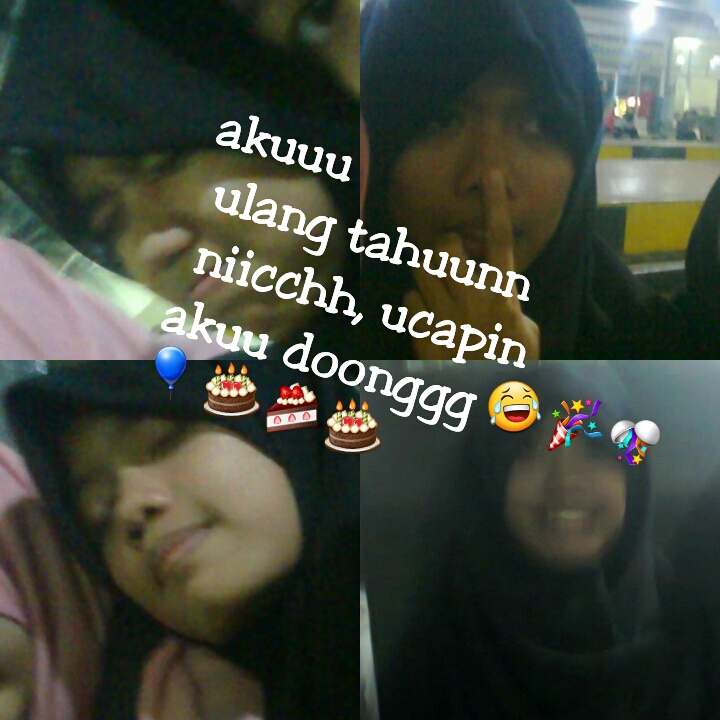 akuuu
ulang tahuunn
niicchh, ucapin
akuu doonggg 😂🎉🎊
🎈🎂🍰🎂